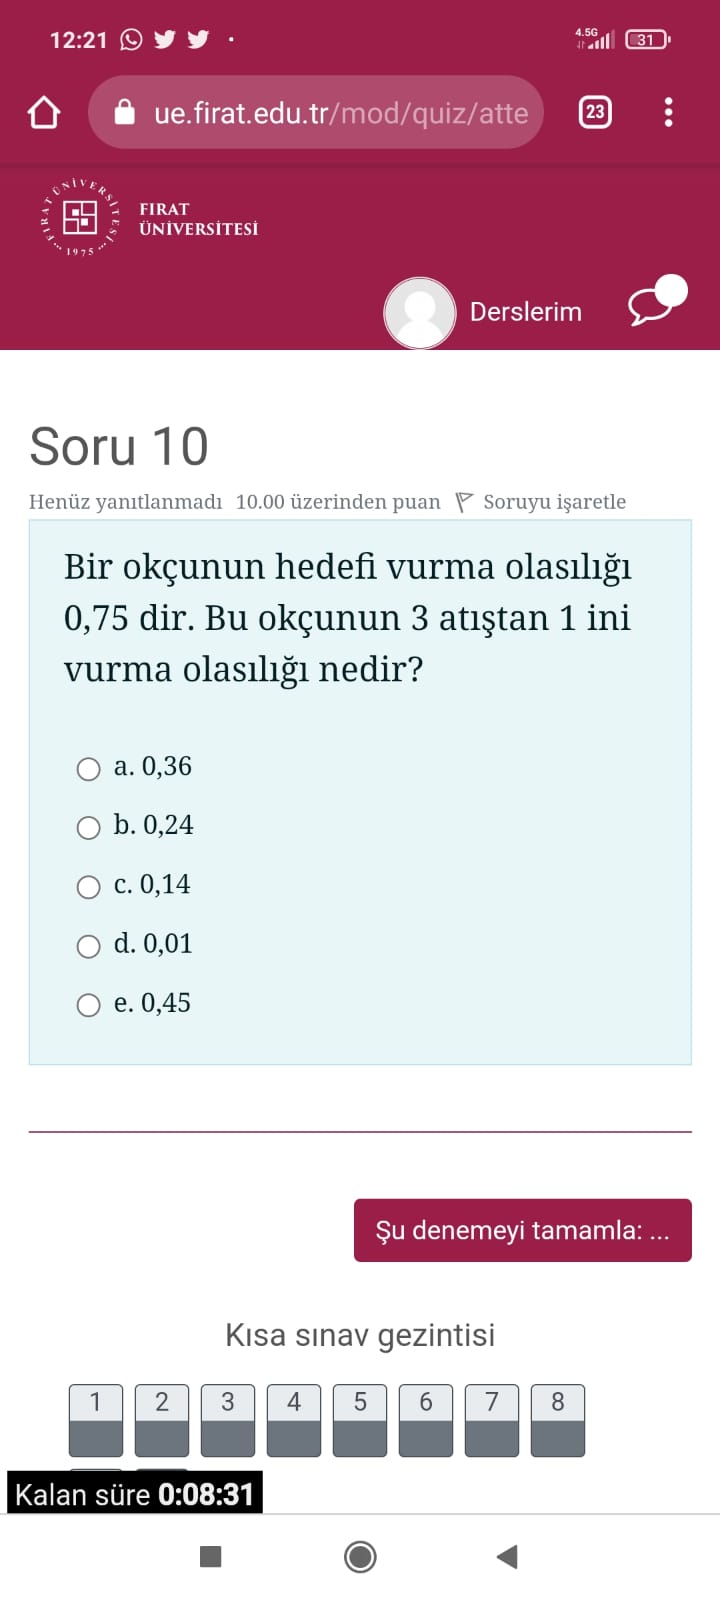 12:21
4.5G
31
ue.firat.edu.tr/mod/quiz/atte
23
FIRAT ÜNİVERSİTESİ
1975
FIRAT
ÜNİVERSİTESİ
Derslerim
Soru 10
Henüz yanıtlanmadı 10.00 üzerinden puan Soruyu işaretle
Bir okçunun hedefi vurma olasılığı
0,75 dir. Bu okçunun 3 atıştan 1 ini
vurma olasılığı nedir?
a. 0,36
b. 0,24
c. 0,14
d. 0,01
e. 0,45
Şu denemeyi tamamla: ...
Kısa sınav gezintisi
1 2 3 4 5 6 7 8
Kalan süre 0:08:31